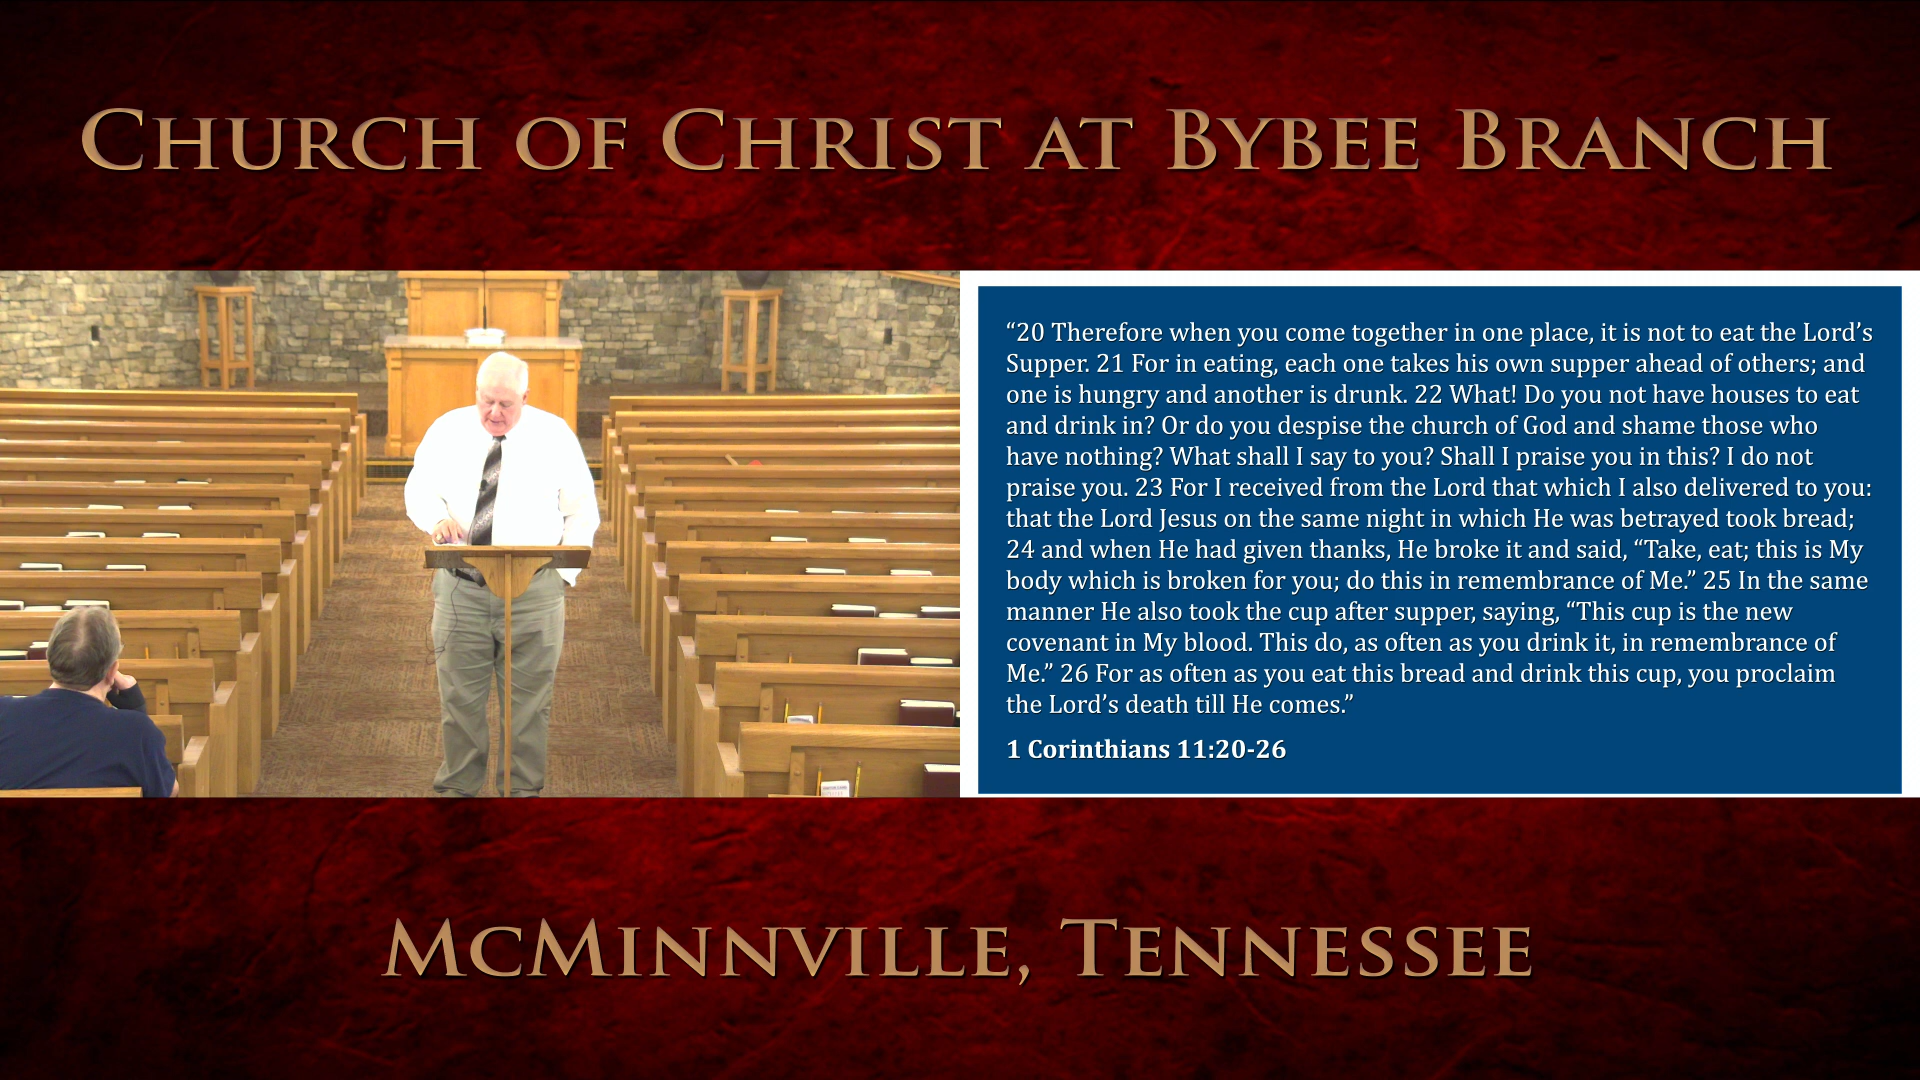 Church of Christ at Bybee Branch
“20 Therefore when you come together in one place, it is not to eat the Lord’s
Supper. 21 For in eating, each one takes his own supper ahead of others; and
one is hungry and another is drunk. 22 What! Do you not have houses to eat
and drink in? Or do you despise the church of God and shame those who
have nothing? What shall I say to you? Shall I praise you in this? I do not
praise you. 23 For I received from the Lord that which I also delivered to you:
that the Lord Jesus on the same night in which He was betrayed took bread;
24 and when He had given thanks, He broke it and said, “Take, eat; this is My
body which is broken for you; do this in remembrance of Me.” 25 In the same
manner He also took the cup after supper, saying, “This cup is the new
covenant in My blood. This do, as often as you drink it, in remembrance of
Me.” 26 For as often as you eat this bread and drink this cup, you proclaim
the Lord’s death till He comes.”
1 Corinthians 11:20-26
McMinnville, Tennessee